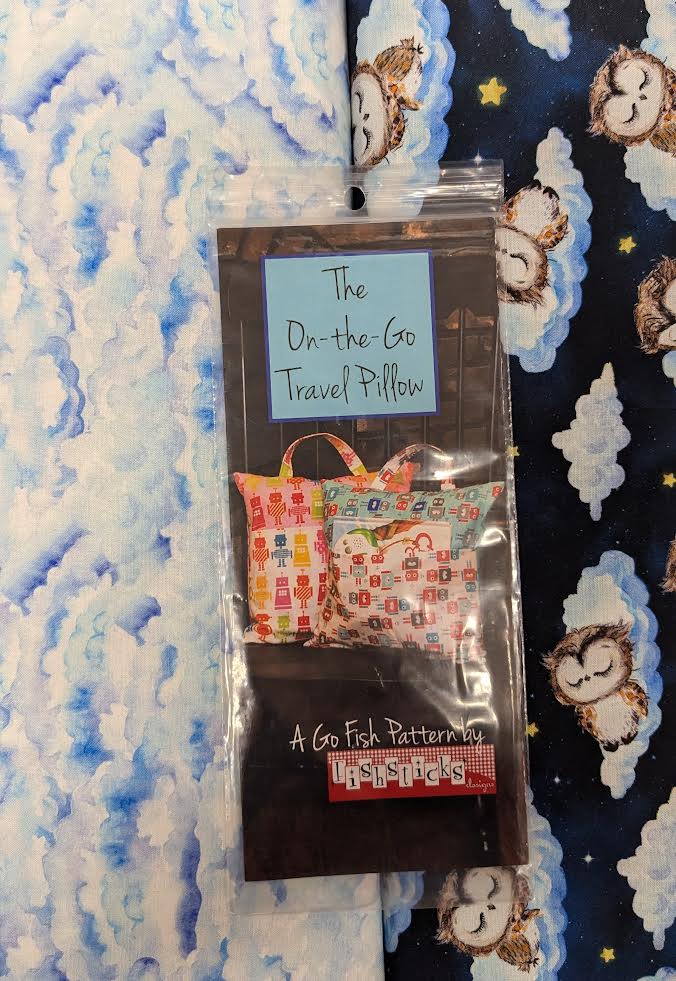 The
On-the-Go
Travel Pillow
A Go Fish Pattern by
fishsticks
designs